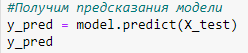 #Получим предсказания модели
y_pred = model.predict(X_test)
y_pred